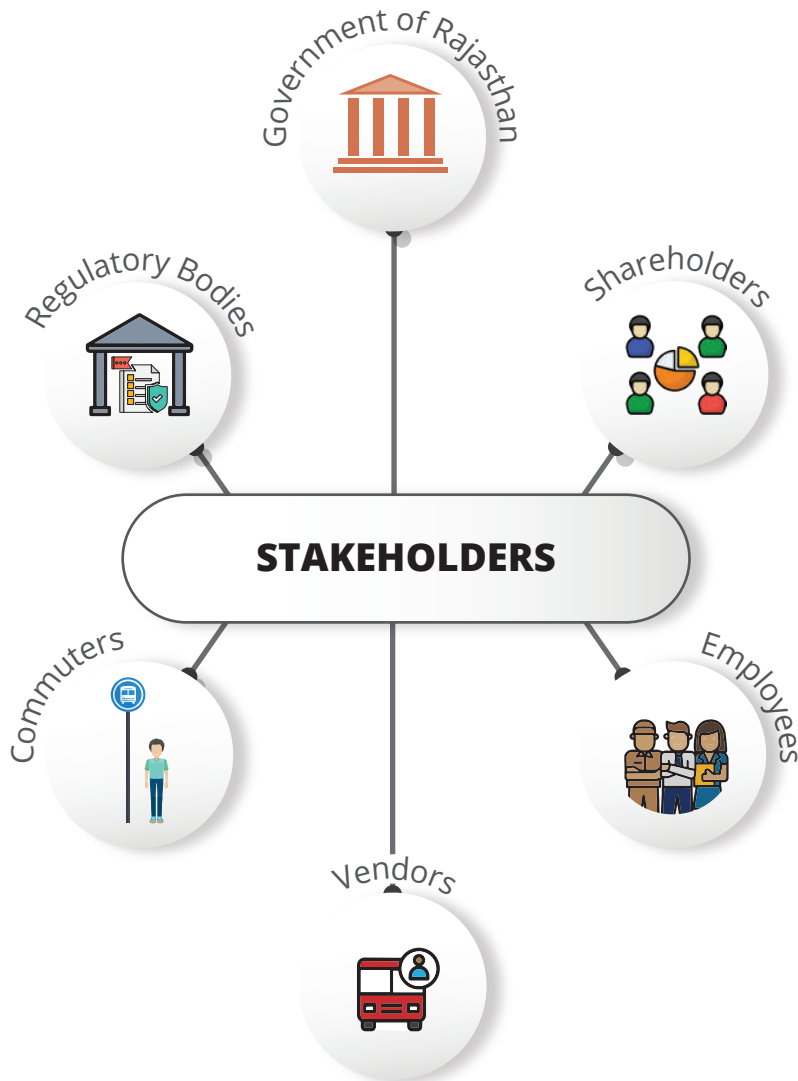 Government of Rajasthan
Regulatory Bodies
Shareholders
STAKEHOLDERS
Commuters
Employees
Vendors